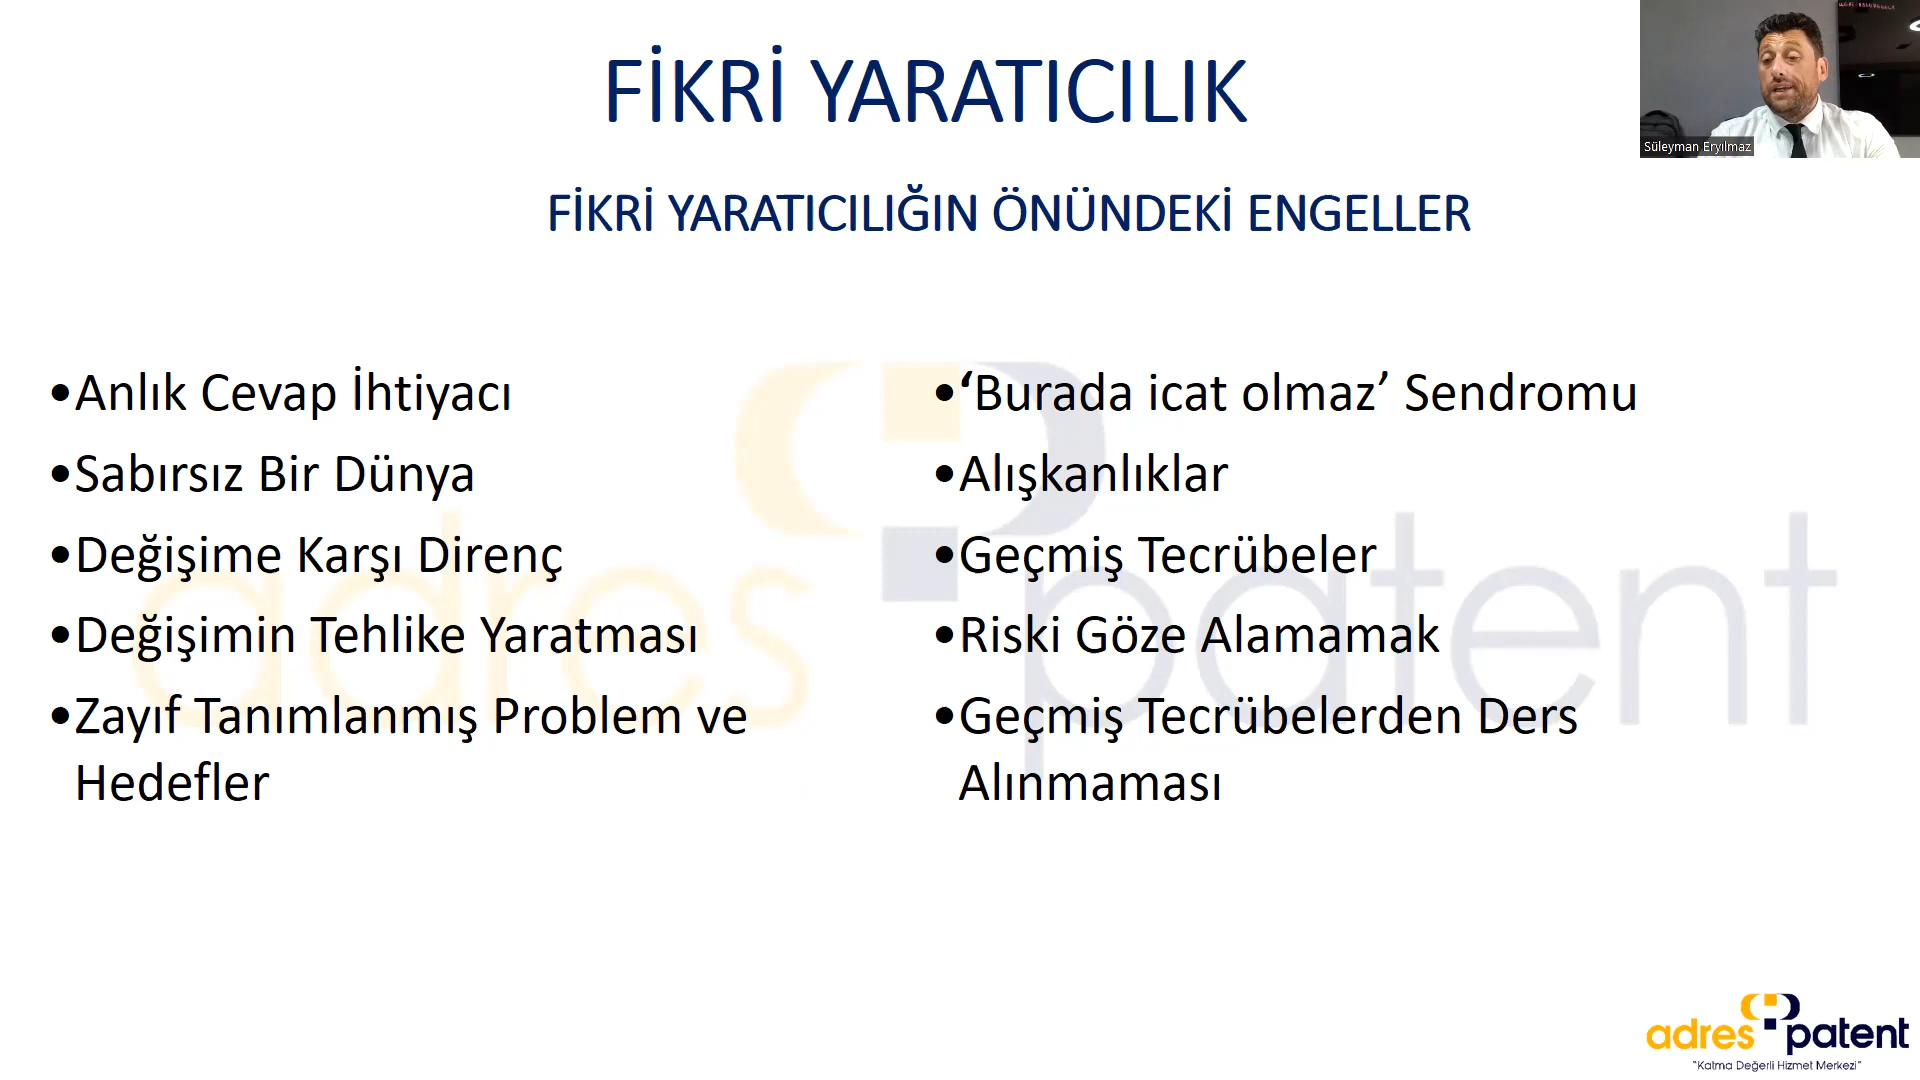 FİKRİ YARATICILIK
Süleyman Eryılmaz
FİKRİ YARATICILIĞIN ÖNÜNDEKİ ENGELLER
•Anlık Cevap İhtiyacı
•Sabırsız Bir Dünya
•Değişime Karşı Direnç
•Değişimin Tehlike Yaratması
•Zayıf Tanımlanmış Problem ve
Hedefler
•‘Burada icat olmaz’ Sendromu
•Alışkanlıklar
•Geçmiş Tecrübeler
•Riski Göze Alamamak
•Geçmiş Tecrübelerden Ders
Alınmaması
adres patent
adres patent
"Katma Değerli Hizmet Merkezi"